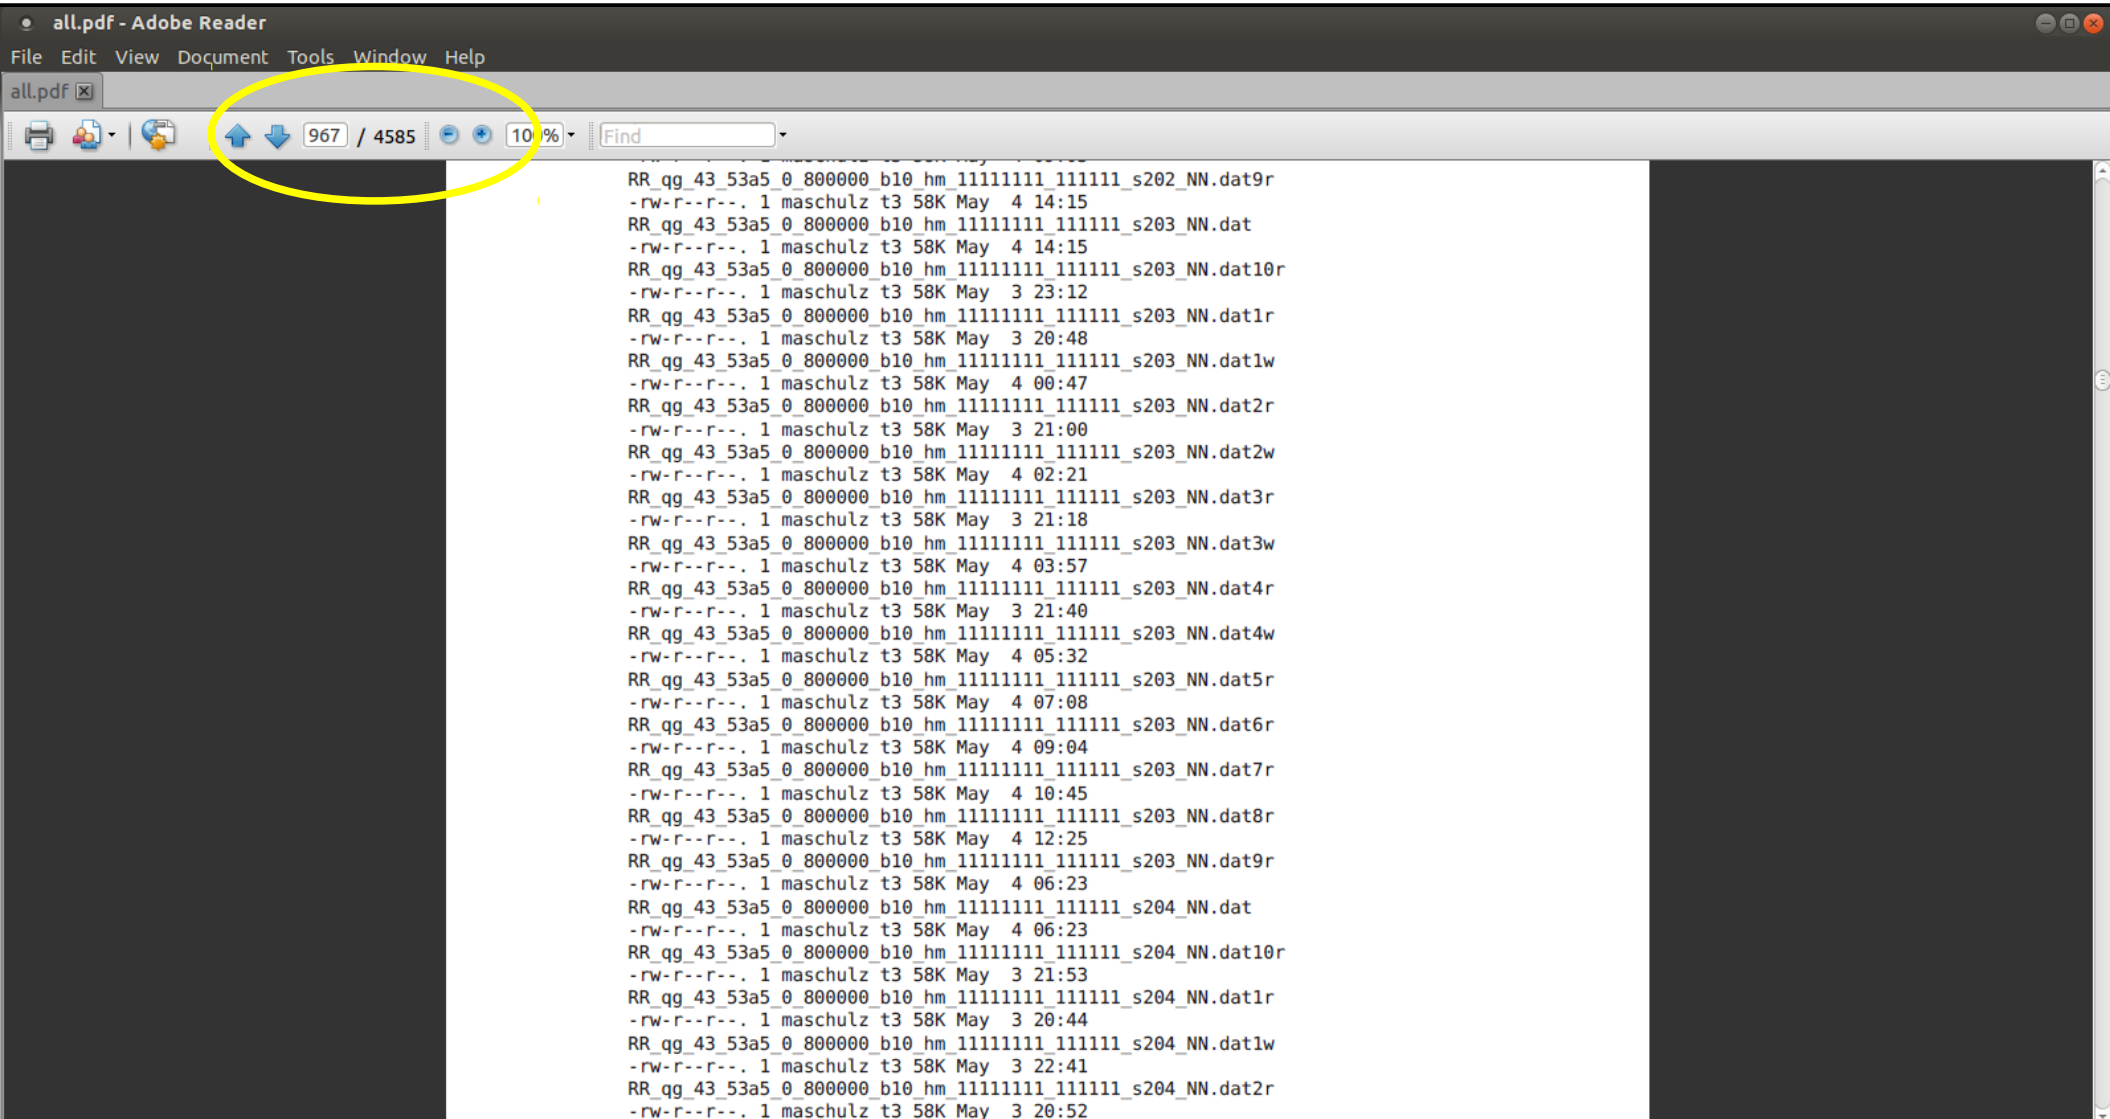 all.pdf - Adobe Reader
File Edit View Document Tools Window Help
all.pdf
967 / 4585 100% Find
RR_qg_43_53a5_0_800000_b10_hm_11111111_111111_s202_NN.dat9r
-rw-r--r--. 1 maschulz t3 58K May  4 14:15
RR_qg_43_53a5_0_800000_b10_hm_11111111_111111_s203_NN.dat
-rw-r--r--. 1 maschulz t3 58K May  4 14:15
RR_qg_43_53a5_0_800000_b10_hm_11111111_111111_s203_NN.dat10r
-rw-r--r--. 1 maschulz t3 58K May  3 23:12
RR_qg_43_53a5_0_800000_b10_hm_11111111_111111_s203_NN.dat1r
-rw-r--r--. 1 maschulz t3 58K May  3 20:48
RR_qg_43_53a5_0_800000_b10_hm_11111111_111111_s203_NN.dat1w
-rw-r--r--. 1 maschulz t3 58K May  4 00:47
RR_qg_43_53a5_0_800000_b10_hm_11111111_111111_s203_NN.dat2r
-rw-r--r--. 1 maschulz t3 58K May  3 21:00
RR_qg_43_53a5_0_800000_b10_hm_11111111_111111_s203_NN.dat2w
-rw-r--r--. 1 maschulz t3 58K May  4 02:21
RR_qg_43_53a5_0_800000_b10_hm_11111111_111111_s203_NN.dat3r
-rw-r--r--. 1 maschulz t3 58K May  3 21:18
RR_qg_43_53a5_0_800000_b10_hm_11111111_111111_s203_NN.dat3w
-rw-r--r--. 1 maschulz t3 58K May  4 03:57
RR_qg_43_53a5_0_800000_b10_hm_11111111_111111_s203_NN.dat4r
-rw-r--r--. 1 maschulz t3 58K May  3 21:40
RR_qg_43_53a5_0_800000_b10_hm_11111111_111111_s203_NN.dat4w
-rw-r--r--. 1 maschulz t3 58K May  4 05:32
RR_qg_43_53a5_0_800000_b10_hm_11111111_111111_s203_NN.dat5r
-rw-r--r--. 1 maschulz t3 58K May  4 07:08
RR_qg_43_53a5_0_800000_b10_hm_11111111_111111_s203_NN.dat6r
-rw-r--r--. 1 maschulz t3 58K May  4 09:04
RR_qg_43_53a5_0_800000_b10_hm_11111111_111111_s203_NN.dat7r
-rw-r--r--. 1 maschulz t3 58K May  4 10:45
RR_qg_43_53a5_0_800000_b10_hm_11111111_111111_s203_NN.dat8r
-rw-r--r--. 1 maschulz t3 58K May  4 12:25
RR_qg_43_53a5_0_800000_b10_hm_11111111_111111_s203_NN.dat9r
-rw-r--r--. 1 maschulz t3 58K May  4 06:23
RR_qg_43_53a5_0_800000_b10_hm_11111111_111111_s204_NN.dat
-rw-r--r--. 1 maschulz t3 58K May  4 06:23
RR_qg_43_53a5_0_800000_b10_hm_11111111_111111_s204_NN.dat10r
-rw-r--r--. 1 maschulz t3 58K May  3 21:53
RR_qg_43_53a5_0_800000_b10_hm_11111111_111111_s204_NN.dat1r
-rw-r--r--. 1 maschulz t3 58K May  3 20:44
RR_qg_43_53a5_0_800000_b10_hm_11111111_111111_s204_NN.dat1w
-rw-r--r--. 1 maschulz t3 58K May  3 22:41
RR_qg_43_53a5_0_800000_b10_hm_11111111_111111_s204_NN.dat2r
-rw-r--r--. 1 maschulz t3 58K May  3 20:52